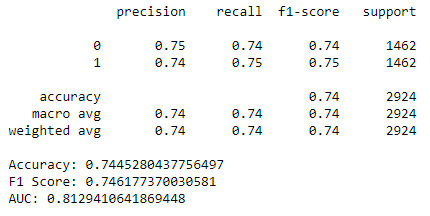 precision recall f1-score support
0 0.75 0.74 0.74 1462
1 0.74 0.75 0.75 1462
accuracy 0.74 2924
macro avg 0.74 0.74 0.74 2924
weighted avg 0.74 0.74 0.74 2924
Accuracy: 0.7445280437756497
F1 Score: 0.746177370030581
AUC: 0.8129410641869448